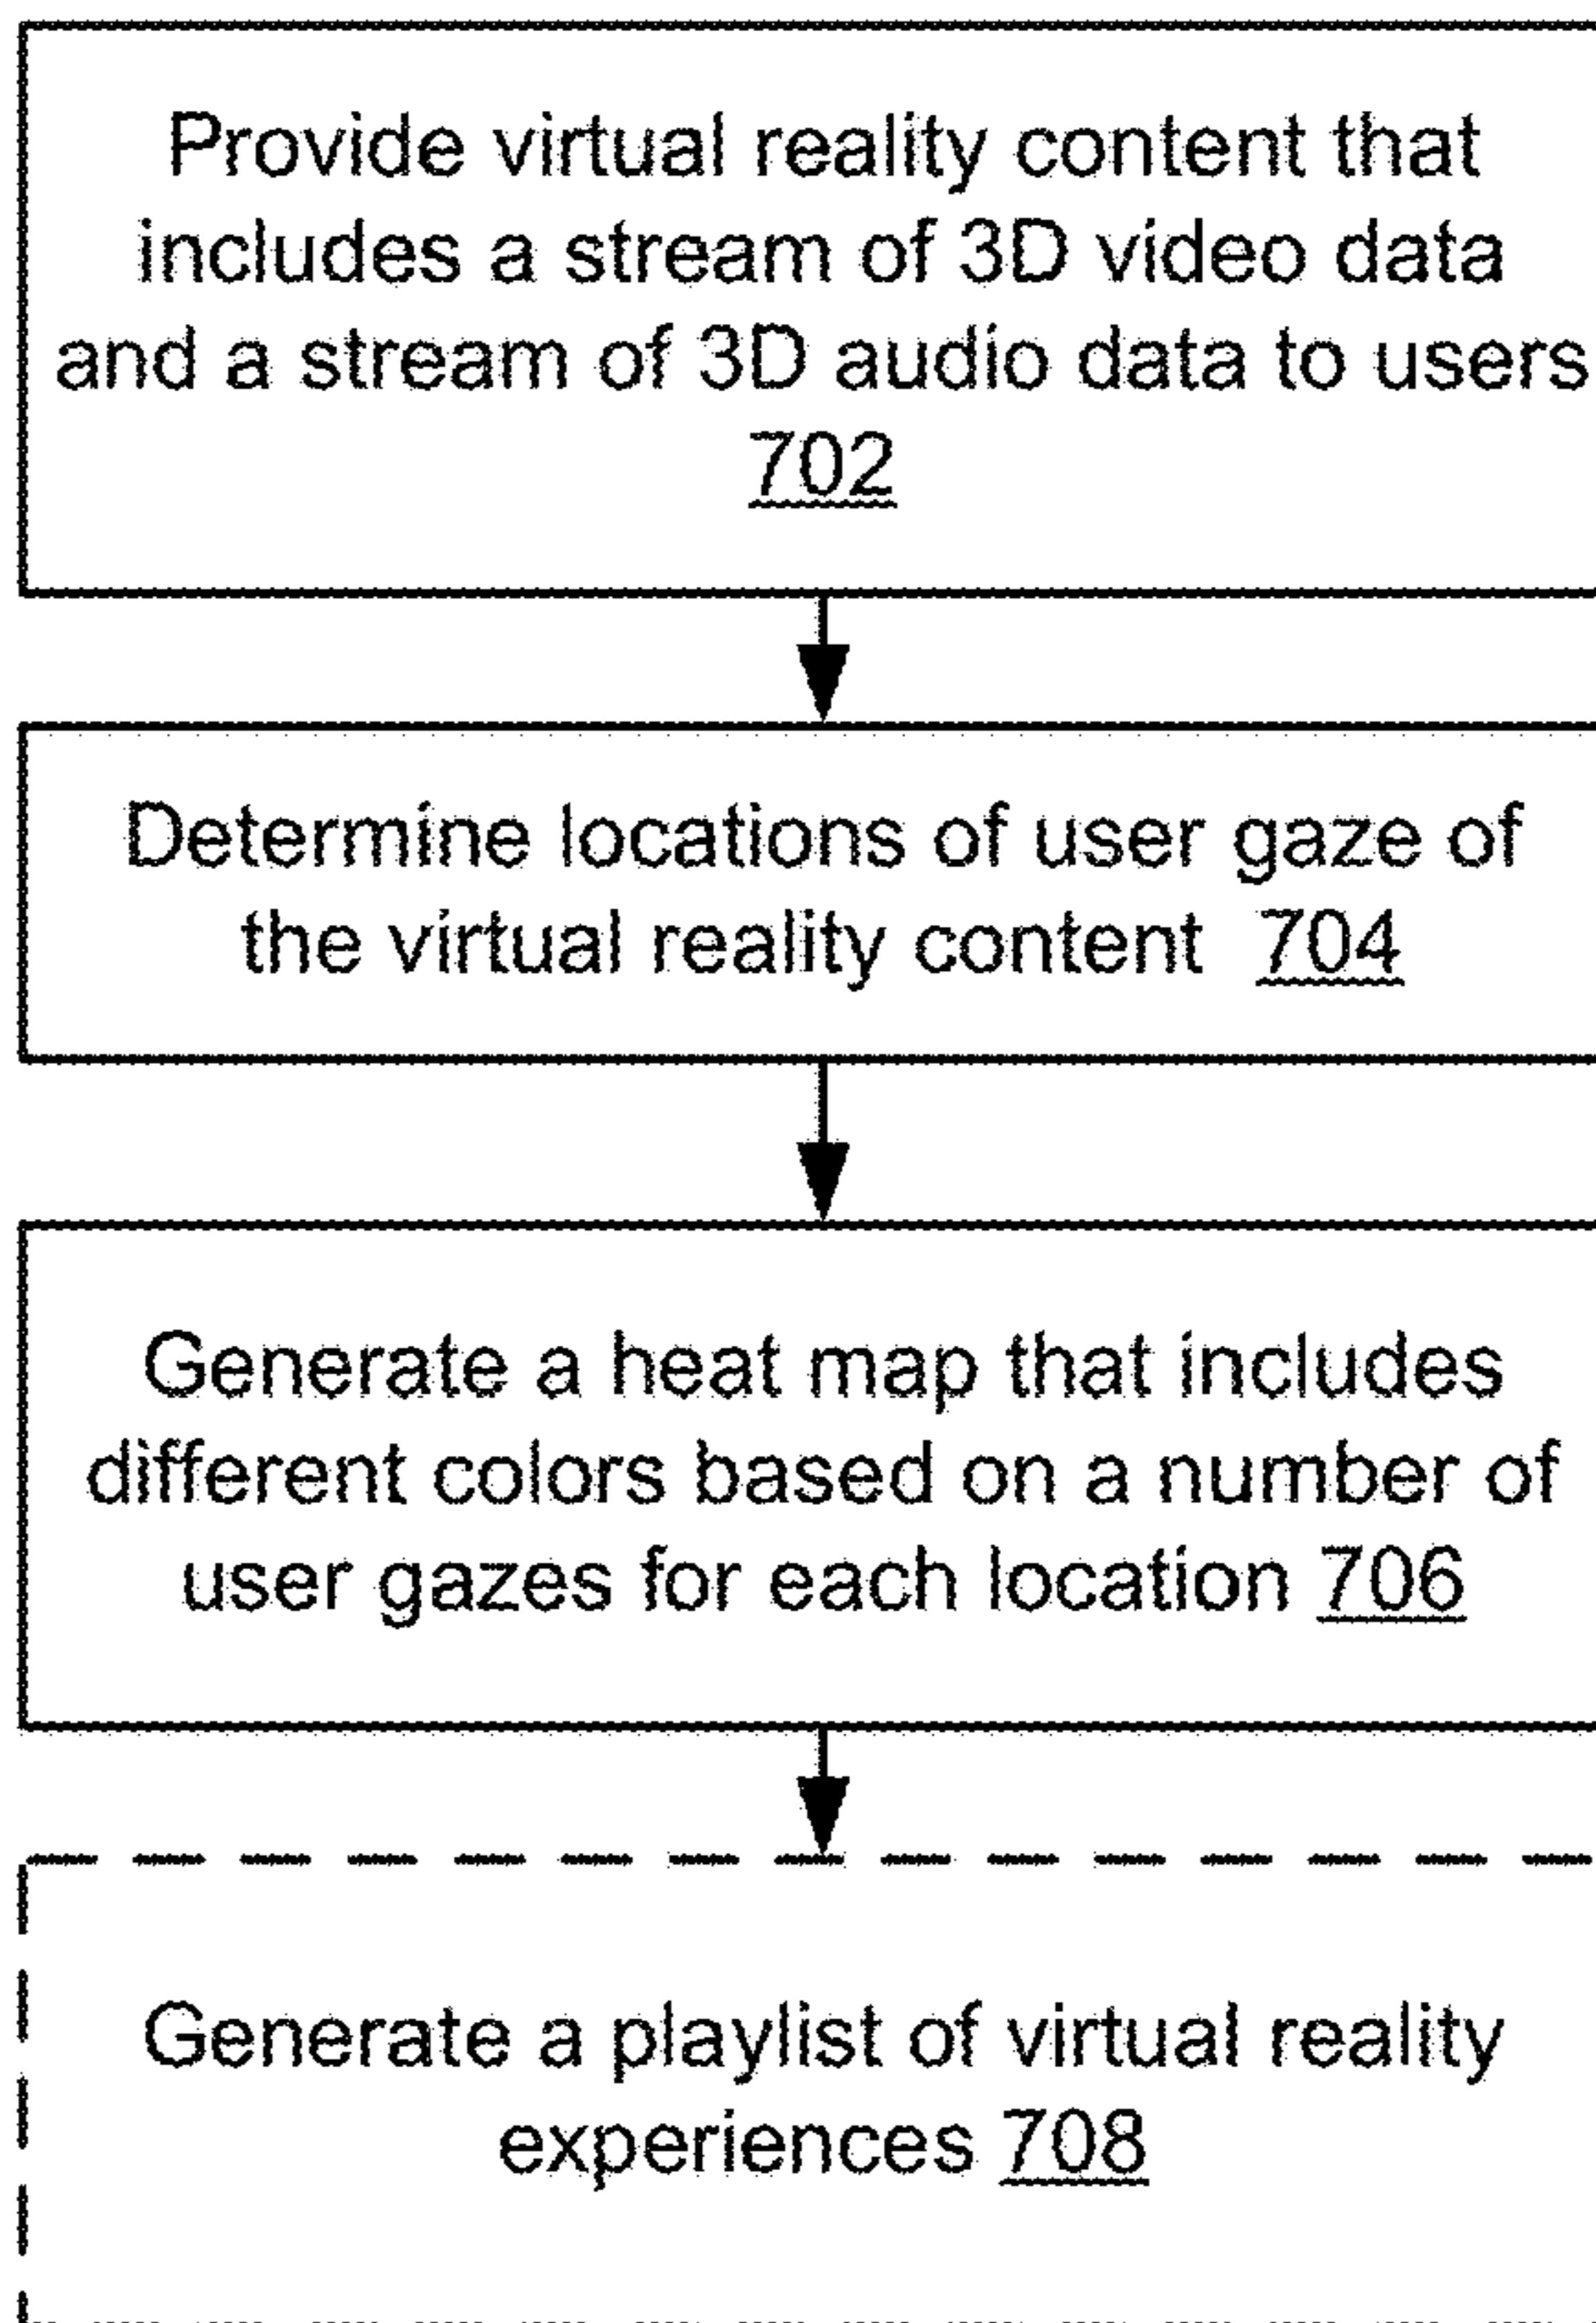 Provide virtual reality content that
includes a stream of 3D video data
and a stream of 3D audio data to users
702
Determine locations of user gaze of
the virtual reality content 704
Generate a heat map that includes
different colors based on a number of
user gazes for each location 706
Generate a playlist of virtual reality
experiences 708